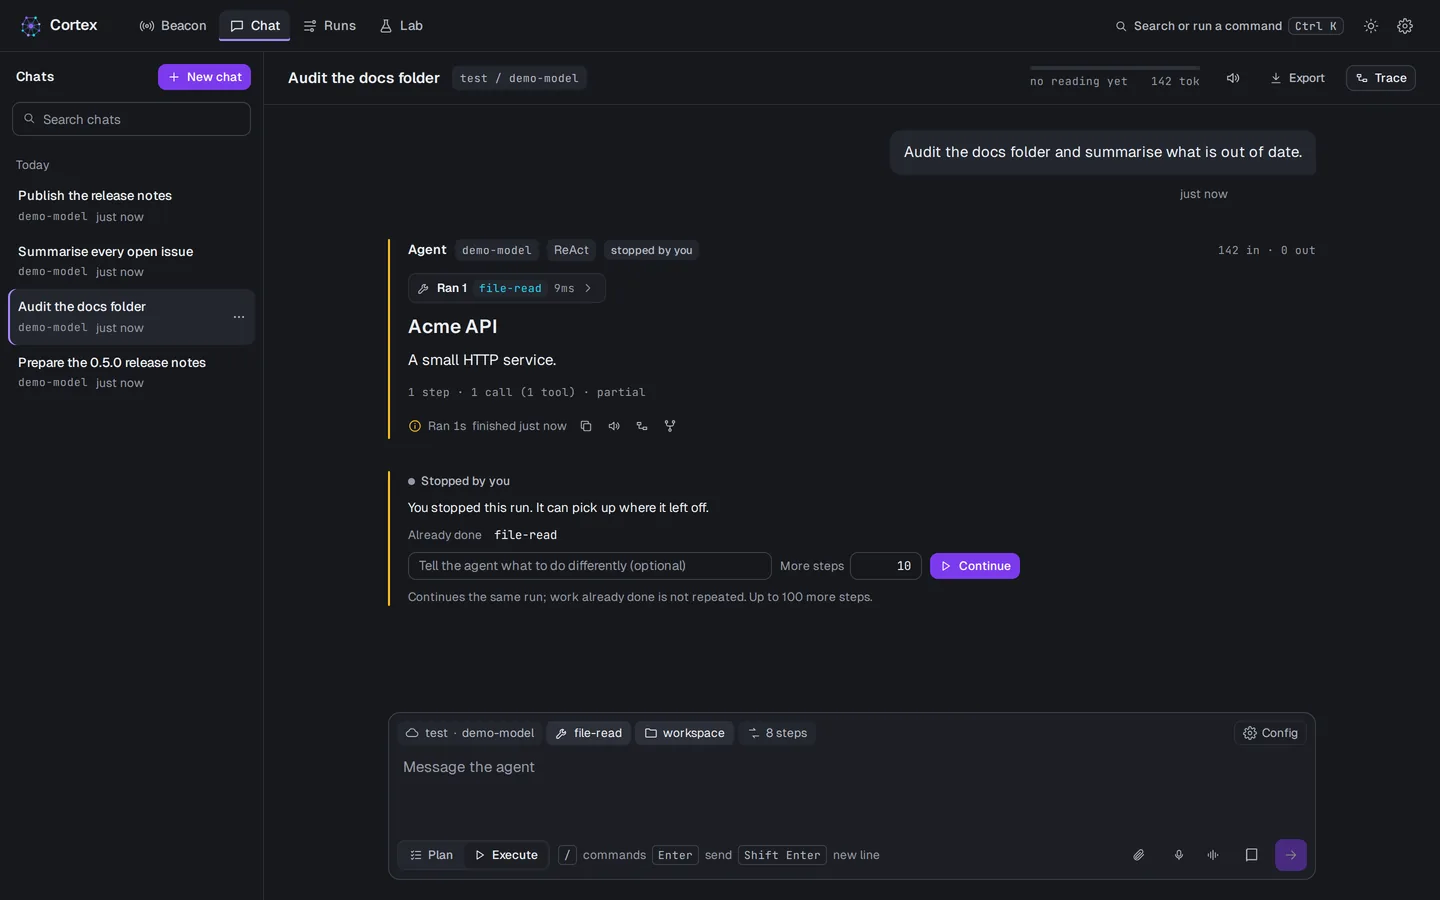 Cortex
Beacon
Chat
Runs
Lab
Search or run a command Ctrl K
Chats
New chat
Search chats
Today
Publish the release notes
demo-model just now
Summarise every open issue
demo-model just now
Audit the docs folder
demo-model just now
Prepare the 0.5.0 release notes
demo-model just now
Audit the docs folder test / demo-model
no reading yet 142 tok
Export
Trace
Audit the docs folder and summarise what is out of date.
just now
Agent demo-model ReAct stopped by you 142 in · 0 out
Ran 1 file-read 9ms
Acme API
A small HTTP service.
1 step · 1 call (1 tool) · partial
Ran 1s finished just now
Stopped by you
You stopped this run. It can pick up where it left off.
Already done file-read
Tell the agent what to do differently (optional) More steps 10 Continue
Continues the same run; work already done is not repeated. Up to 100 more steps.
test · demo-model file-read workspace 8 steps Config
Message the agent
Plan Execute / commands Enter send Shift Enter new line